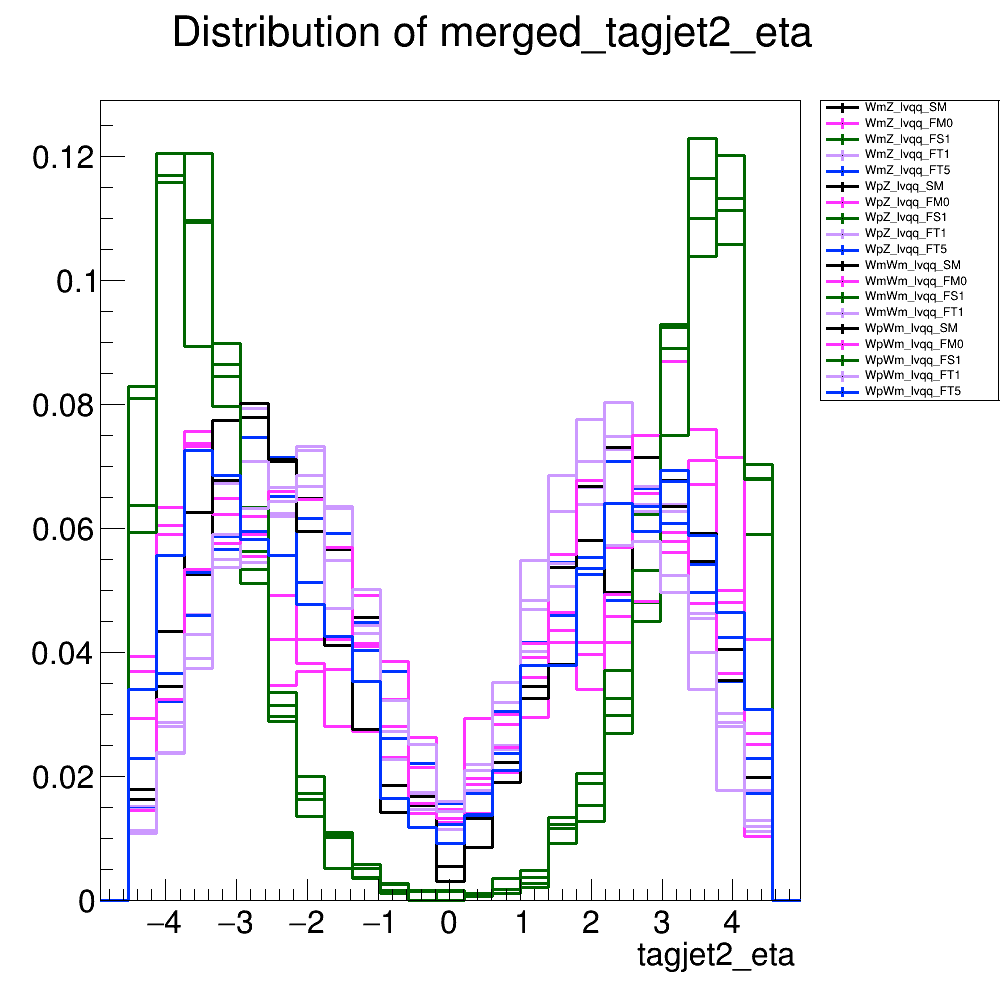 Distribution of merged_tagjet2_eta
WmZ_lvqq_SM
WmZ_lvqq_FM0
WmZ_lvqq_FS1
WmZ_lvqq_FT1
WmZ_lvqq_FT5
WpZ_lvqq_SM
WpZ_lvqq_FM0
WpZ_lvqq_FS1
WpZ_lvqq_FT1
WpZ_lvqq_FT5
WmWm_lvqq_SM
WmWm_lvqq_FM0
WmWm_lvqq_FS1
WmWm_lvqq_FT1
WpWm_lvqq_SM
WpWm_lvqq_FM0
WpWm_lvqq_FS1
WpWm_lvqq_FT1
WpWm_lvqq_FT5
0.12
0.1
0.08
0.06
0.04
0.02
0
−4 −3 −2 −1 0 1 2 3 4
tagjet2_eta